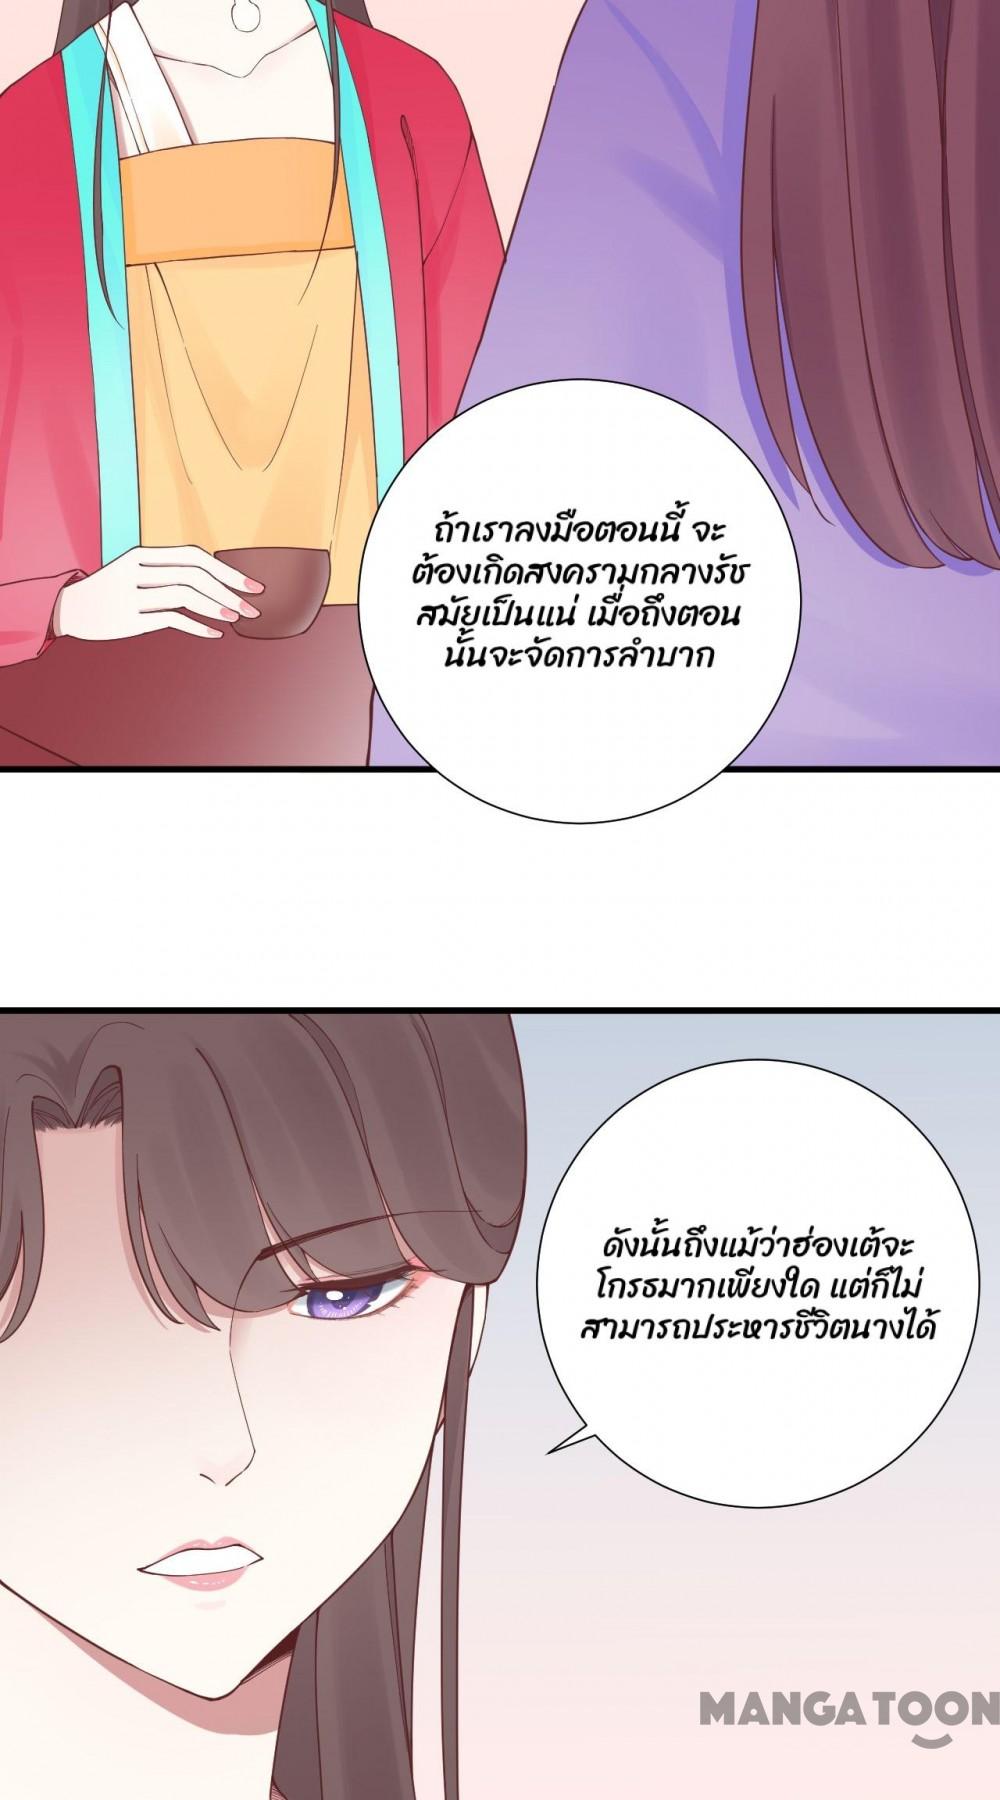 ถ้าเราลงมือตอนนี้ จะ
ต้องเกิดสงครามกลางรัช
สมัยเป็นแน่ เมื่อถึงตอน
นั้นจะจัดการลำบาก
ดังนั้นถึงแม้ว่าฮ่องเต้จะ
โกรธมากเพียงใด แต่ก็ไม่
สามารถประหารชีวิตนางได้
MANGATOON